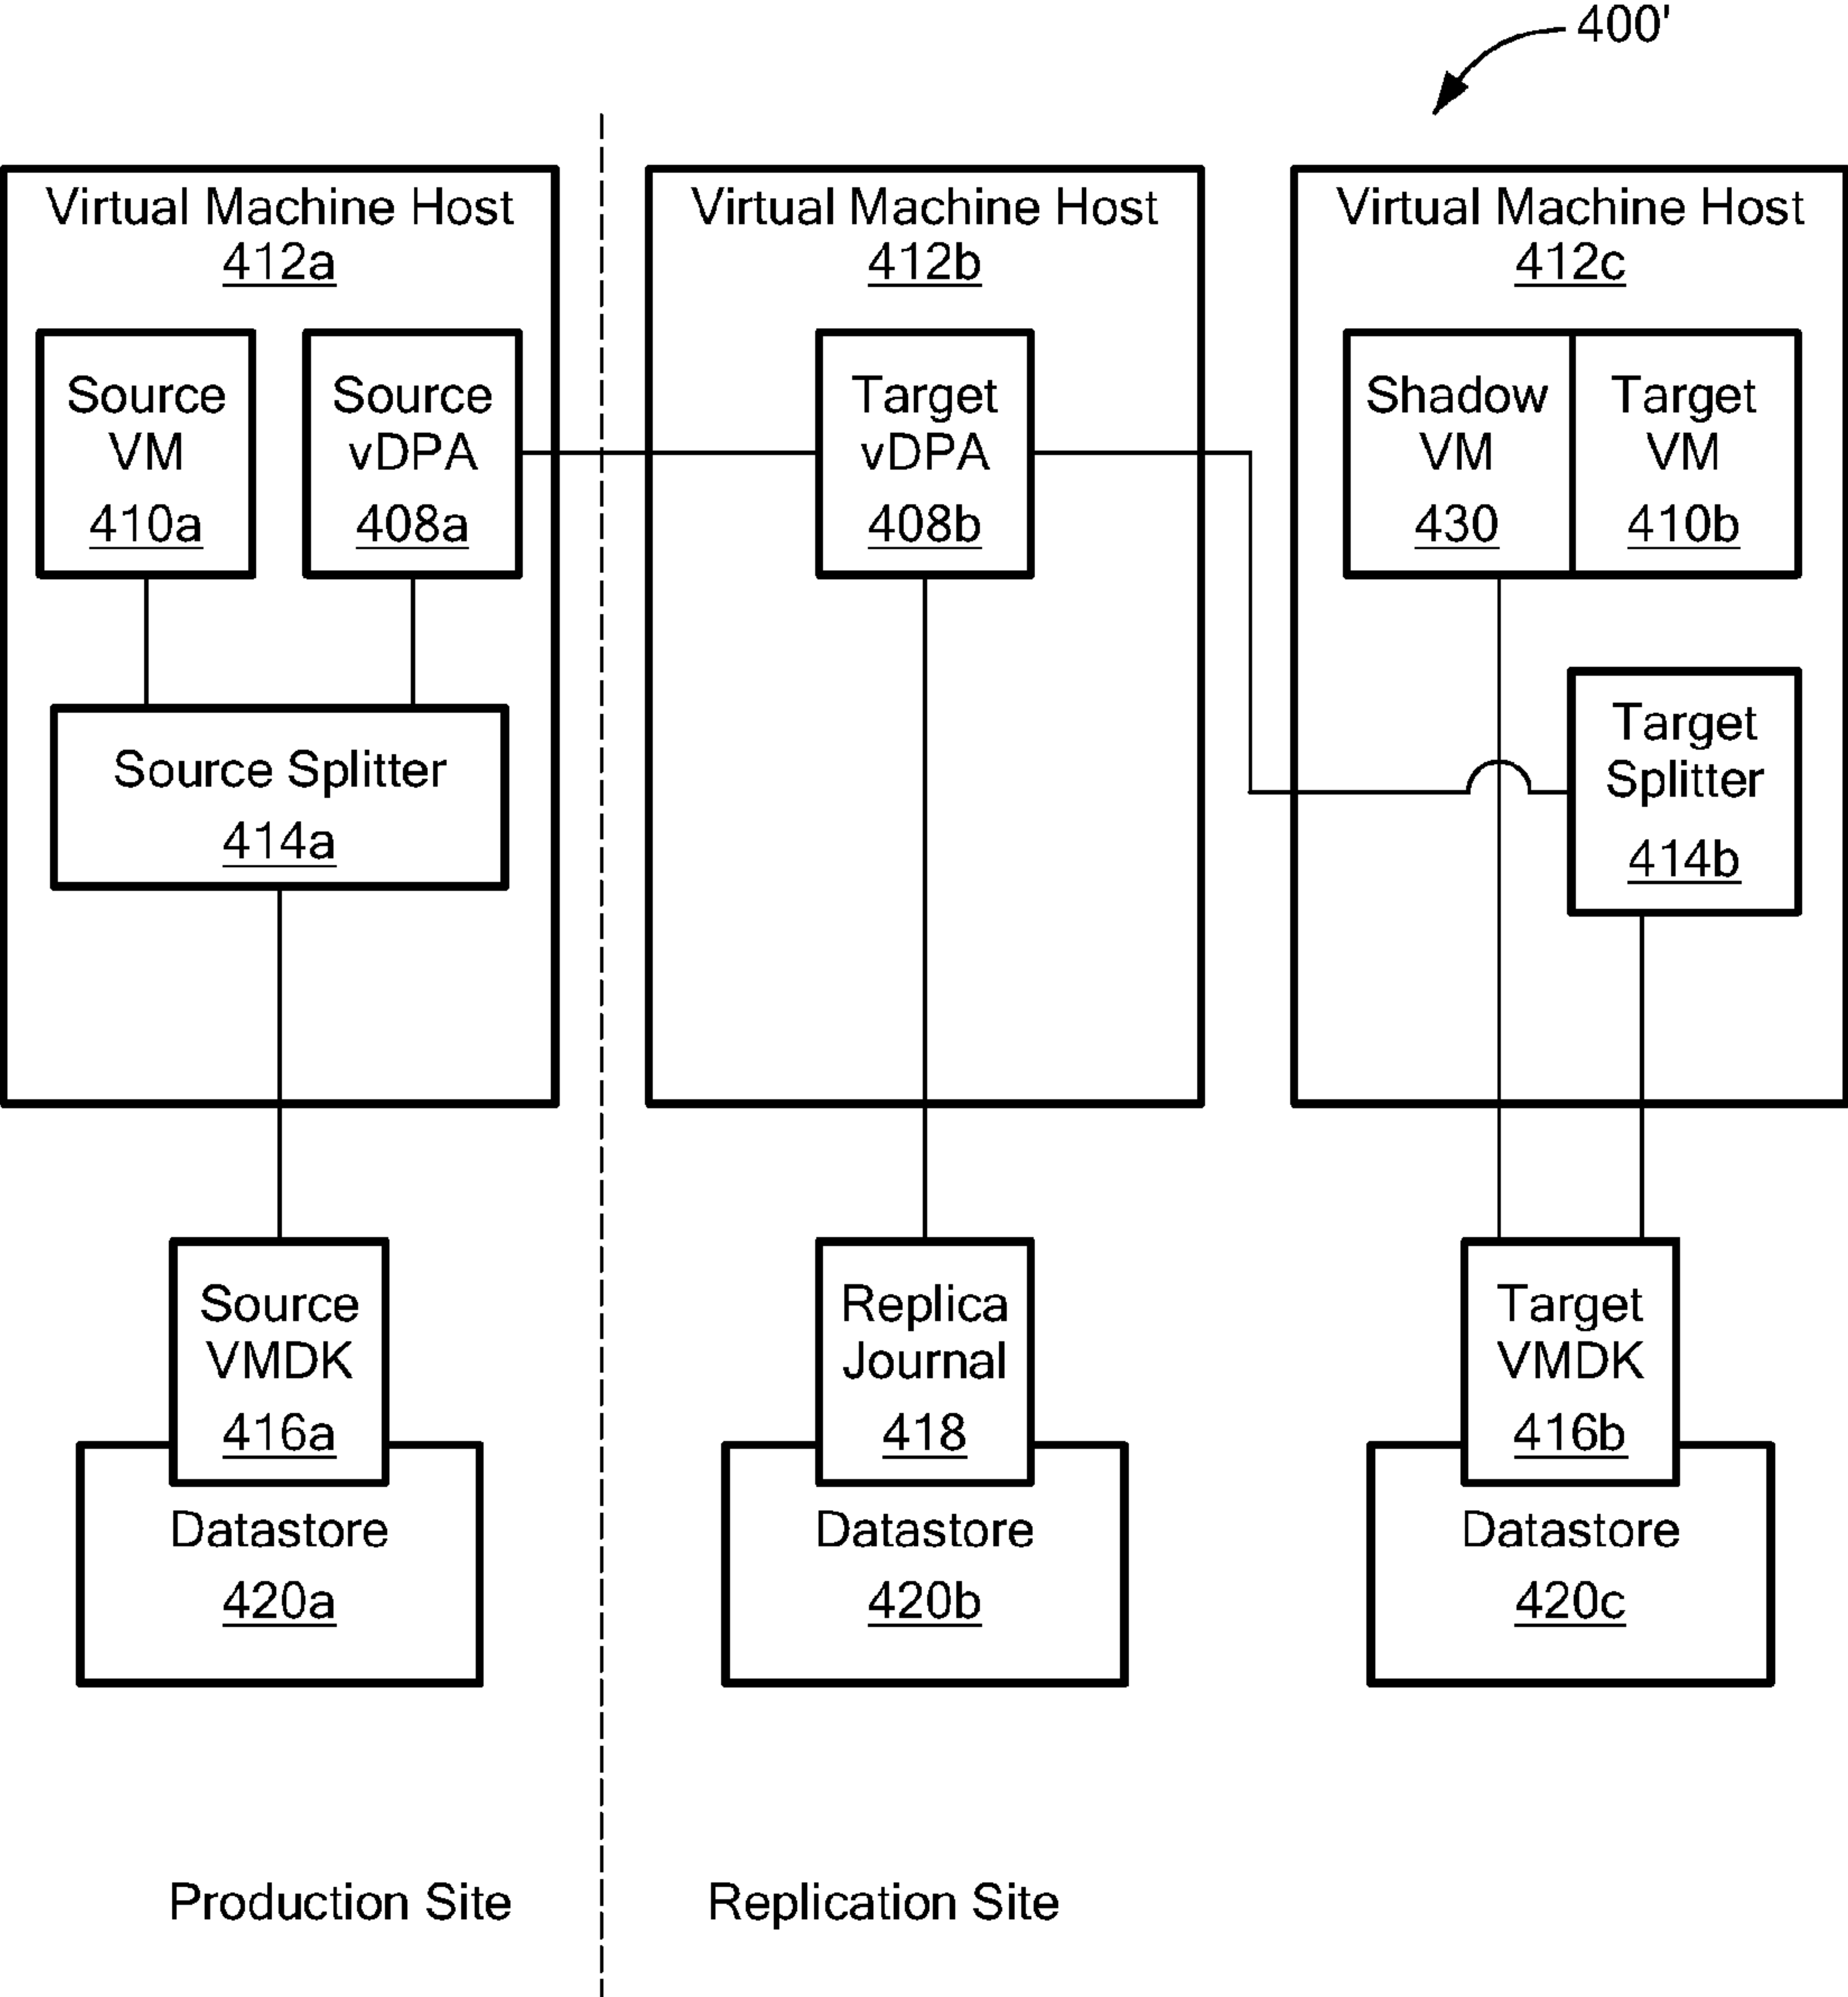 400'
Virtual Machine Host
412a
Source
VM
410a
Source
vDPA
408a
Source Splitter
414a
Source
VMDK
416a
Datastore
420a
Virtual Machine Host
412b
Target
vDPA
408b
Replica
Journal
418
Datastore
420b
Virtual Machine Host
412c
Shadow
VM
430
Target
VM
410b
Target
Splitter
414b
Target
VMDK
416b
Datastore
420c
Production Site
Replication Site